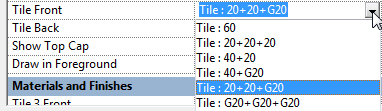 Tile Front Tile : 20+20+G20
Tile Back Tile : 60
Show Top Cap Tile : 20+20+20
Tile : 40+20
Draw in Foreground Tile : 40+G20
Materials and Finishes Tile : 20+20+G20
Tile 3 Front Tile : G20+G20+G20